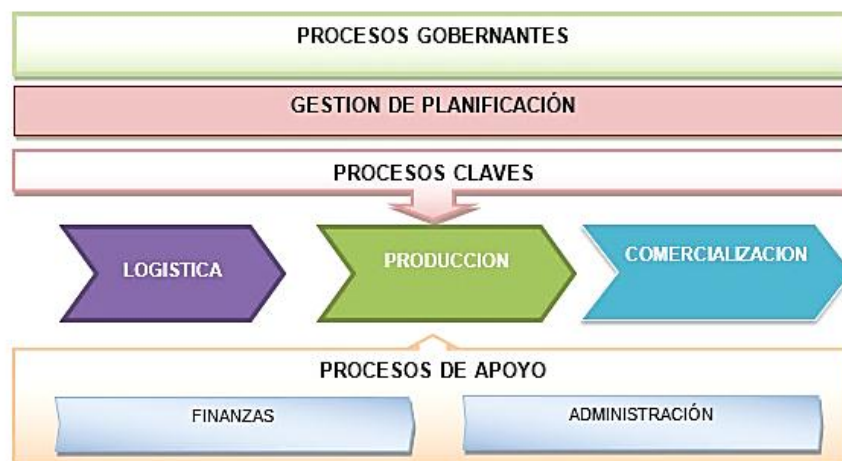 PROCESOS GOBERNANTES
GESTION DE PLANIFICACIÓN
PROCESOS CLAVES
LOGISTICA
PRODUCCION
COMERCIALIZACION
PROCESOS DE APOYO
FINANZAS
ADMINISTRACIÓN